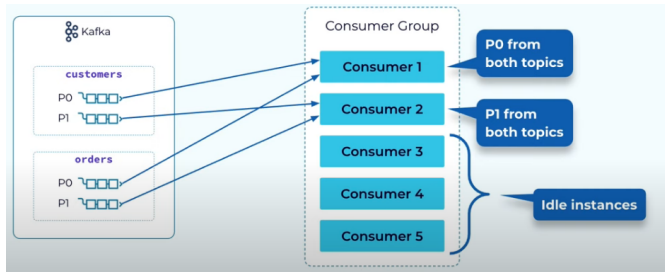 Kafka
customers
P0
P1
orders
P0
P1
Consumer Group
Consumer 1
Consumer 2
Consumer 3
Consumer 4
Consumer 5
P0 from
both topics
P1 from
both topics
Idle instances